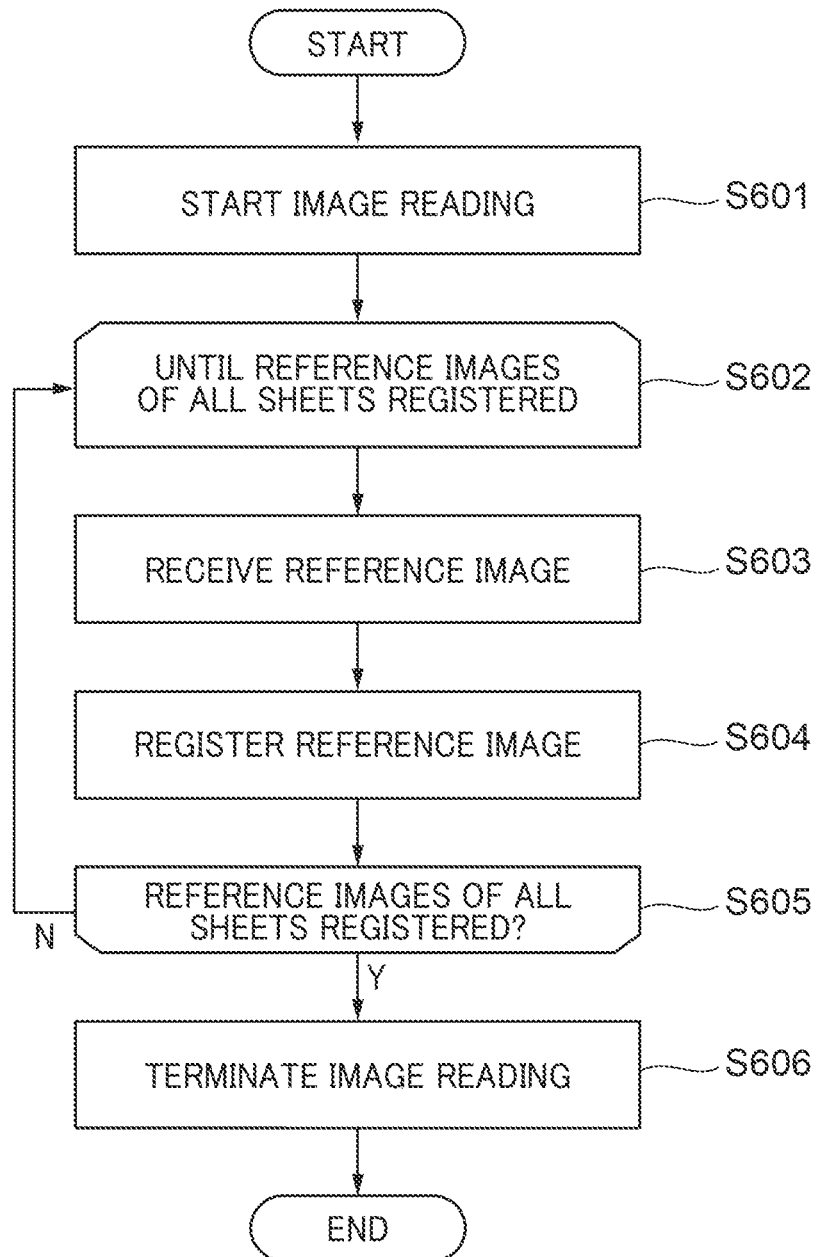 START
START IMAGE READING
S601
UNTIL REFERENCE IMAGES
OF ALL SHEETS REGISTERED
S602
RECEIVE REFERENCE IMAGE
S603
REGISTER REFERENCE IMAGE
S604
REFERENCE IMAGES OF ALL
SHEETS REGISTERED?
S605
N
Y
TERMINATE IMAGE READING
S606
END